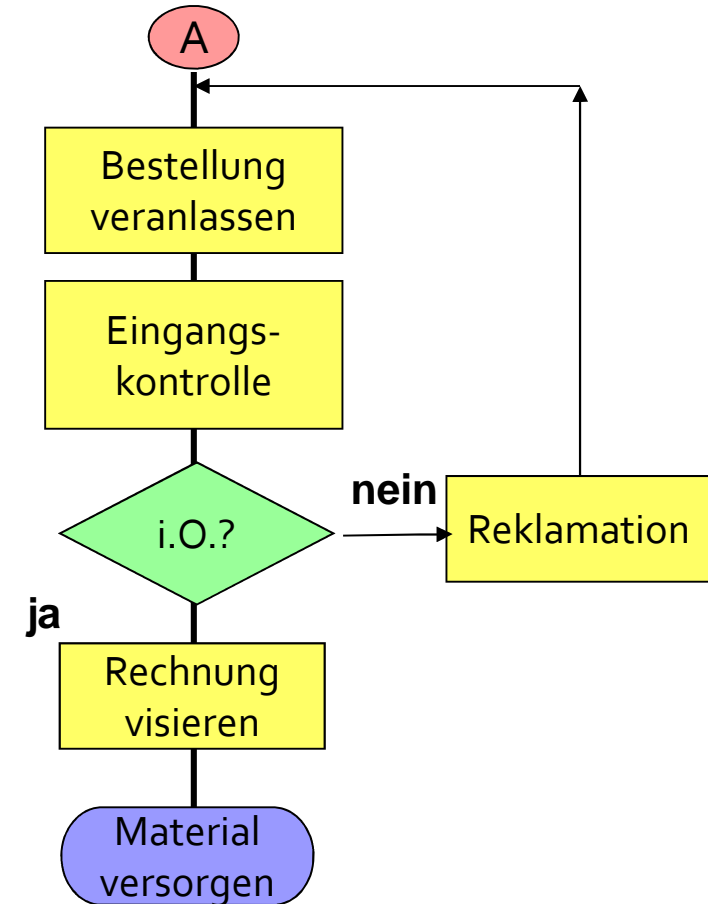 A
Bestellung
veranlassen
Eingangs-
kontrolle
i.O.?
nein
Reklamation
ja
Rechnung
visieren
Material
versorgen